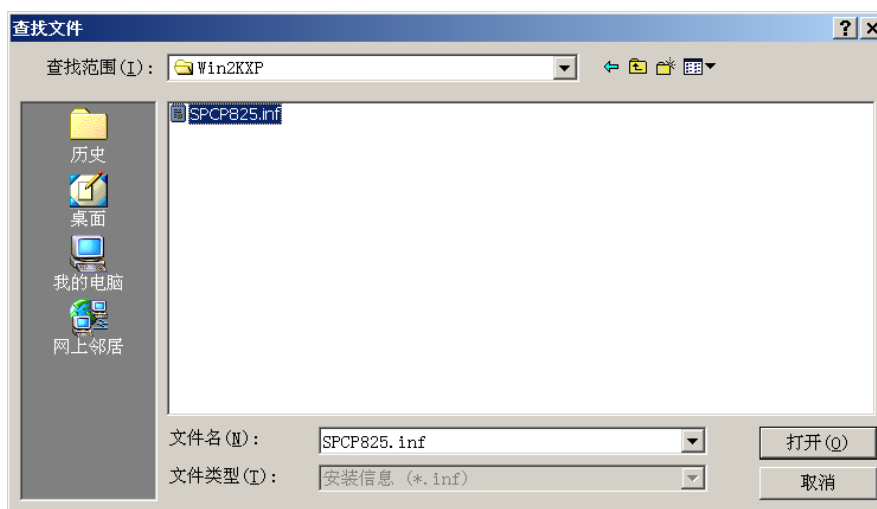 查找文件
查找范围(I):
Win2KXP
SPCP825.inf
历史
桌面
我的电脑
网上邻居
文件名(N):
SPCP825.inf
打开(O)
文件类型(T):
安装信息 (*.inf)
取消